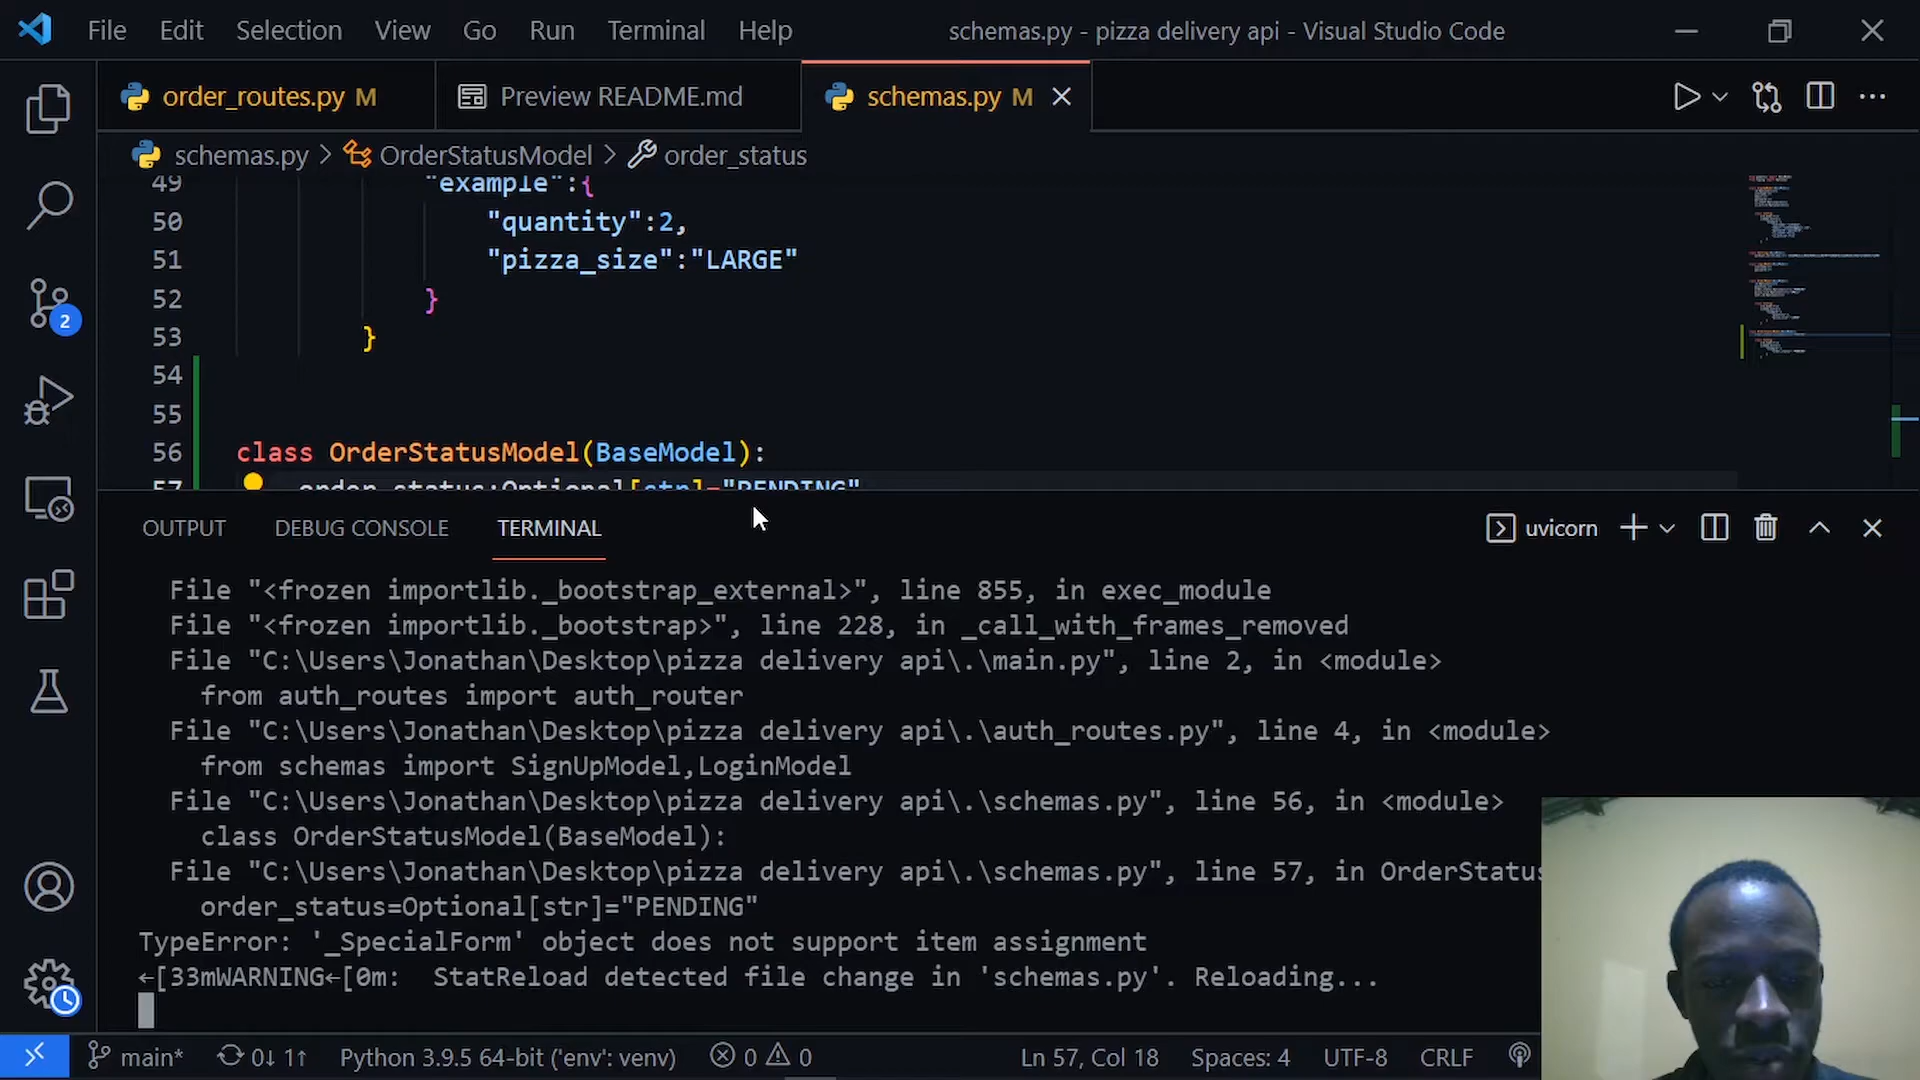 File Edit Selection View Go Run Terminal Help schemas.py - pizza delivery api - Visual Studio Code
order_routes.py M Preview README.md schemas.py M
schemas.py > OrderStatusModel > order_status
49 "example":{
50 "quantity":2,
51 "pizza_size":"LARGE"
52 }
53 }
54
55
56 class OrderStatusModel(BaseModel):
57 order_status:Optional[str]="PENDING"
2
OUTPUT DEBUG CONSOLE TERMINAL uvicorn
File "<frozen importlib._bootstrap_external>", line 855, in exec_module
File "<frozen importlib._bootstrap>", line 228, in _call_with_frames_removed
File "C:\Users\Jonathan\Desktop\pizza delivery api\.\main.py", line 2, in <module>
from auth_routes import auth_router
File "C:\Users\Jonathan\Desktop\pizza delivery api\.\auth_routes.py", line 4, in <module>
from schemas import SignUpModel,LoginModel
File "C:\Users\Jonathan\Desktop\pizza delivery api\.\schemas.py", line 56, in <module>
class OrderStatusModel(BaseModel):
File "C:\Users\Jonathan\Desktop\pizza delivery api\.\schemas.py", line 57, in OrderStatus
order_status=Optional[str]="PENDING"
TypeError: '_SpecialForm' object does not support item assignment
←[33mWARNING←[0m:  StatReload detected file change in 'schemas.py'. Reloading...
main* 0↓ 1↑ Python 3.9.5 64-bit ('env': venv) 0 0 Ln 57, Col 18 Spaces: 4 UTF-8 CRLF